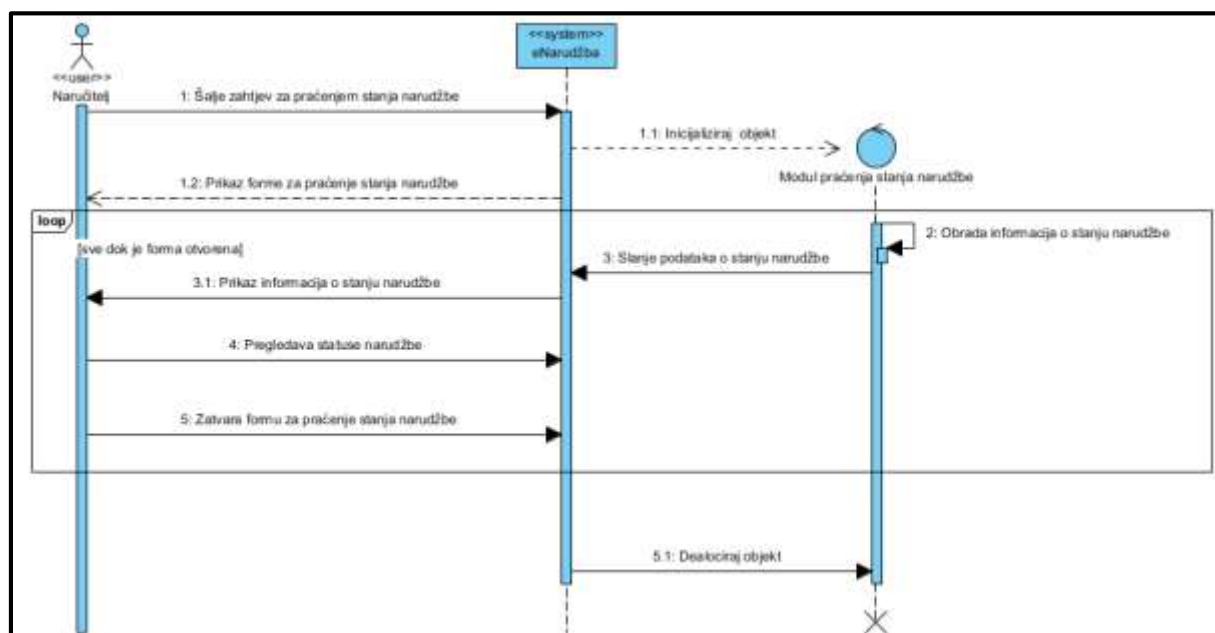 <<system>>
eNarudžba
<<user>>
Naručitelj
1: Šalje zahtjev za praćenjem stanja narudžbe
1.1: Inicijaliziraj objekt
Modul praćenja stanja narudžbe
1.2: Prikaz forme za praćenje stanja narudžbe
loop
[sve dok je forma otvorena]
2: Obrada informacija o stanju narudžbe
3: Slanje podataka o stanju narudžbe
3.1: Prikaz informacija o stanju narudžbe
4: Pregledava statuse narudžbe
5: Zatvara formu za praćenje stanja narudžbe
5.1: Dealociraj objekt